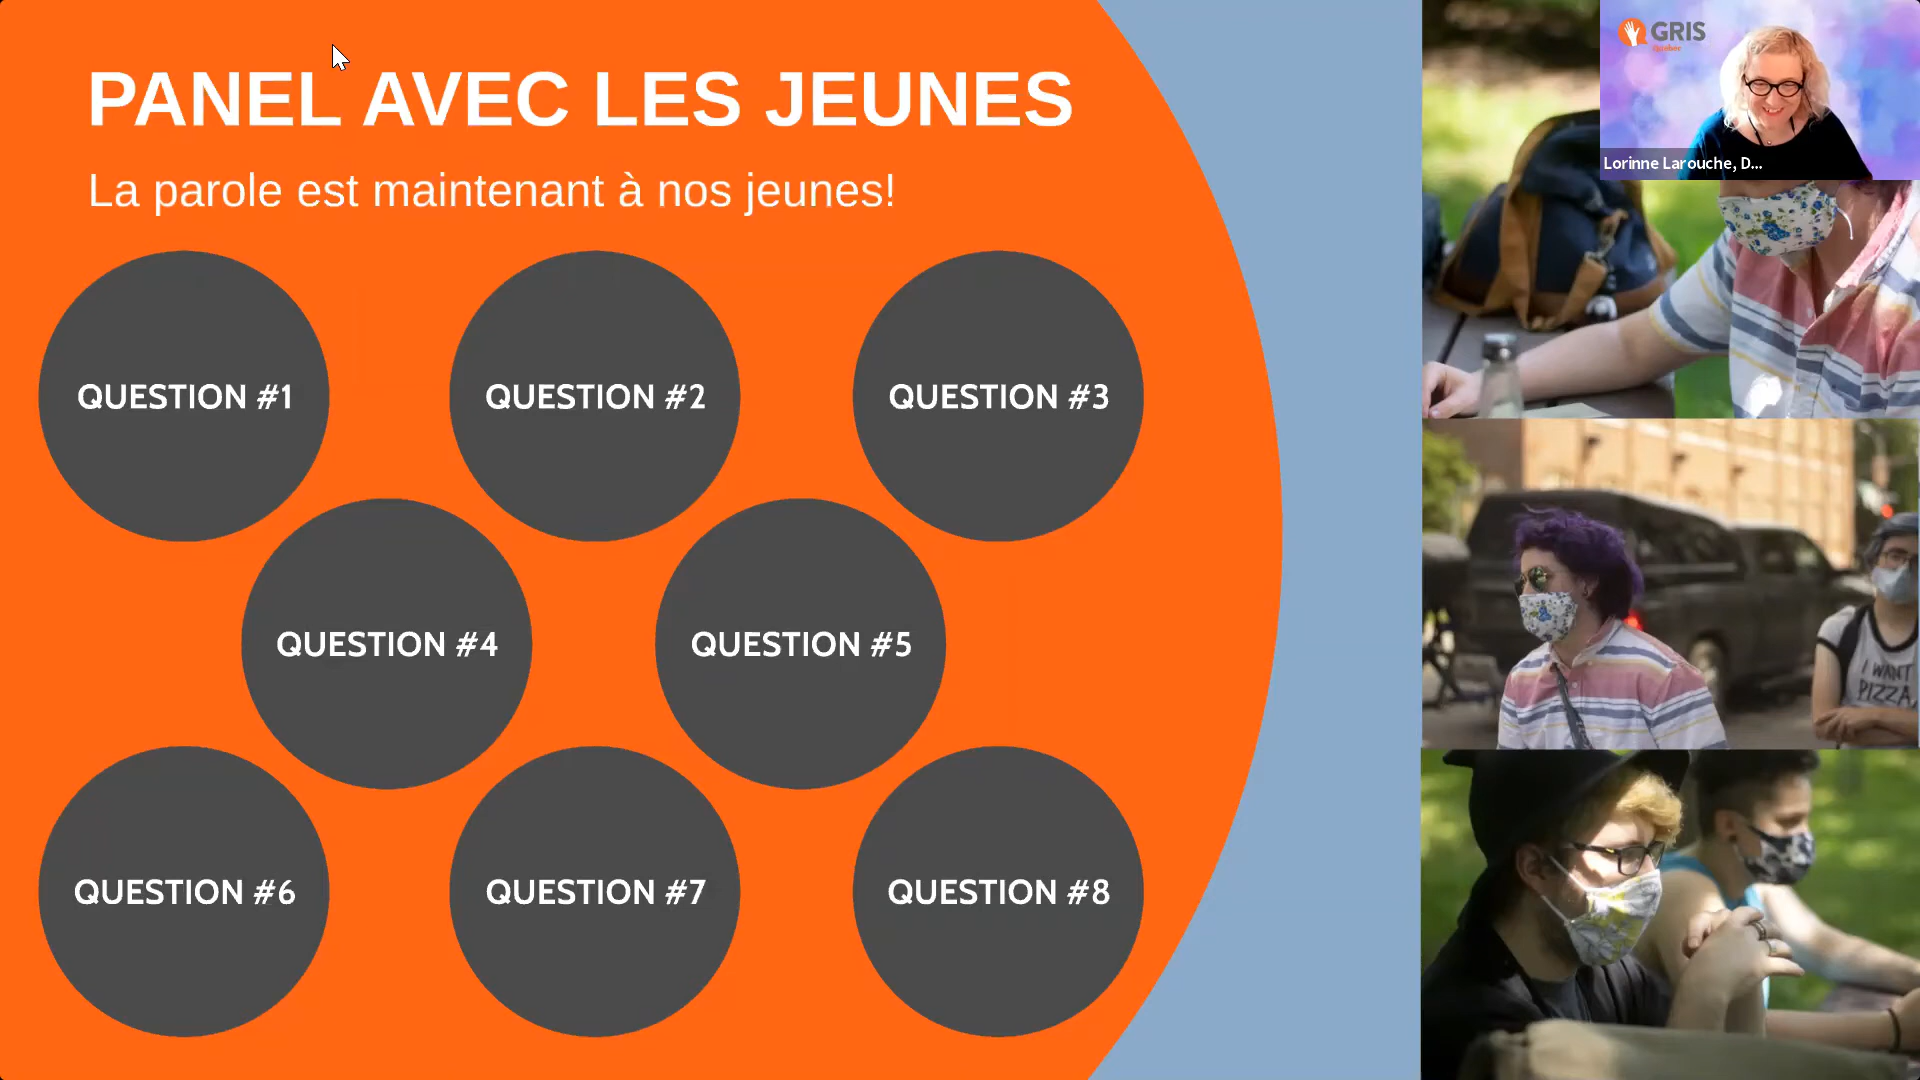 PANEL AVEC LES JEUNES
La parole est maintenant à nos jeunes!
QUESTION #1
QUESTION #2
QUESTION #3
QUESTION #4
QUESTION #5
QUESTION #6
QUESTION #7
QUESTION #8
GRIS
Québec
Lorinne Larouche, D...
I WANT
PIZZA